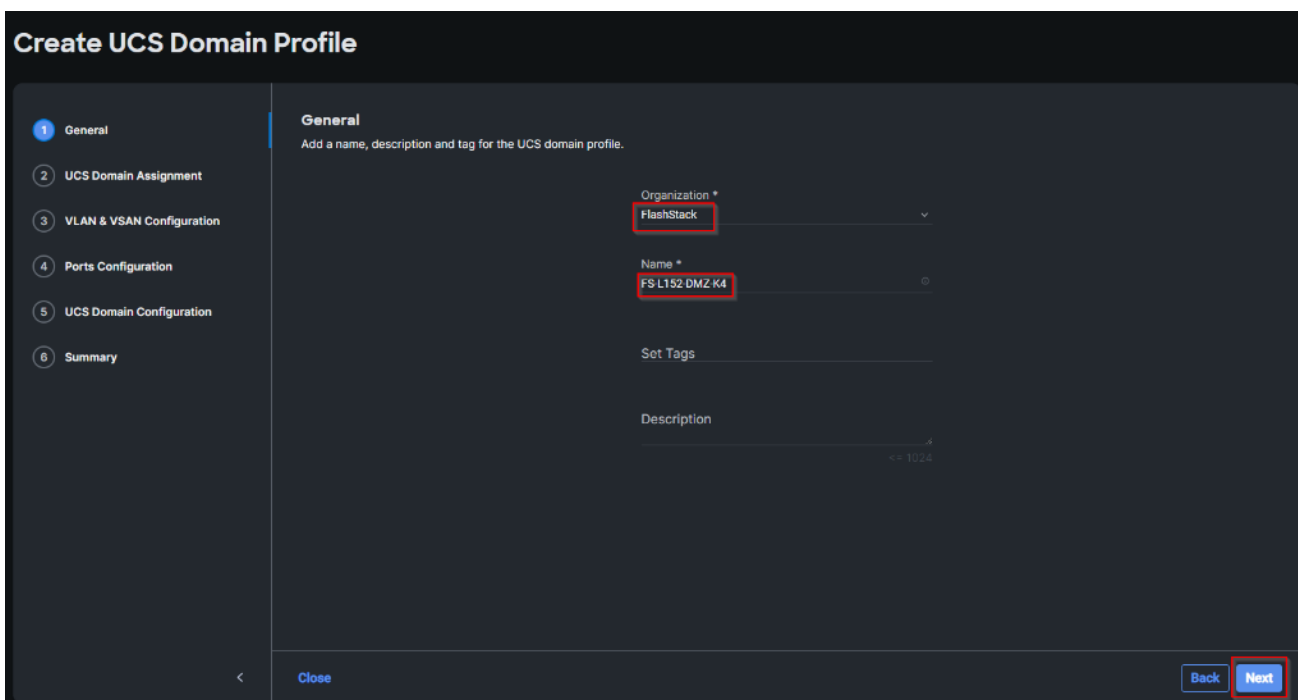 Create UCS Domain Profile
1 General
2 UCS Domain Assignment
3 VLAN & VSAN Configuration
4 Ports Configuration
5 UCS Domain Configuration
6 Summary
General
Add a name, description and tag for the UCS domain profile.
Organization *
FlashStack
Name *
FS-L152-DMZ-K4
Set Tags
Description
<= 1024
Close
Back
Next